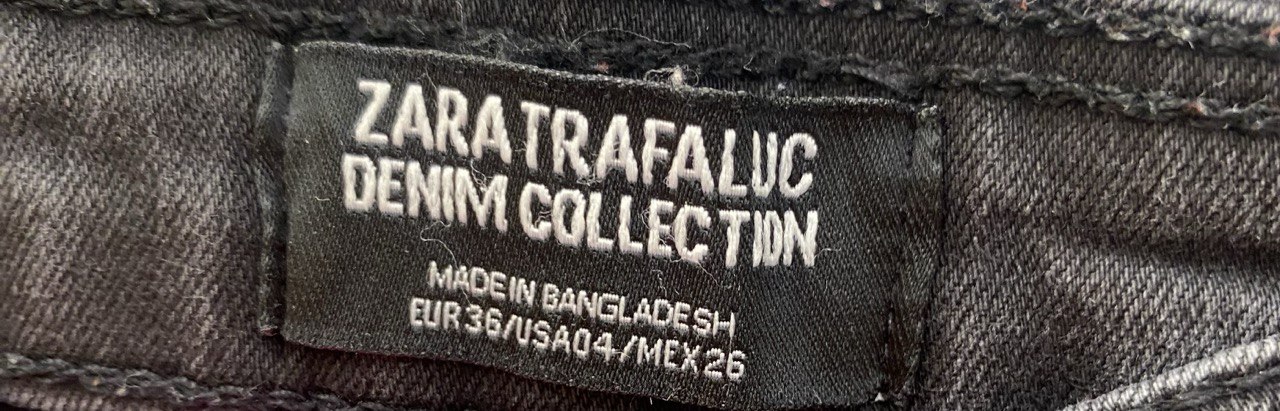 ZARA TRAFALUC
DENIM COLLECTION
MADE IN BANGLADESH
EUR 36/USA 04/MEX 26